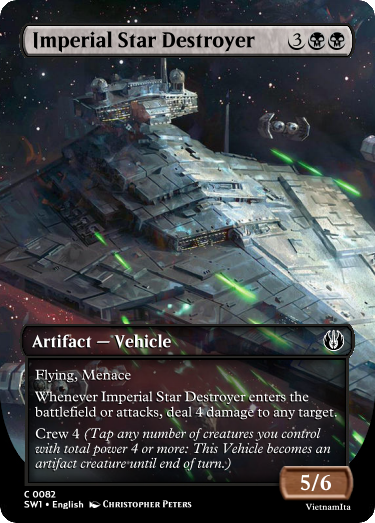 Imperial Star Destroyer 3
Artifact — Vehicle
Flying, Menace
Whenever Imperial Star Destroyer enters the
battlefield or attacks, deal 4 damage to any target.
Crew 4 (Tap any number of creatures you control
with total power 4 or more: This Vehicle becomes an
artifact creature until end of turn.)
5/6
C 0082
SW1 • English Christopher Peters
VietnamIta